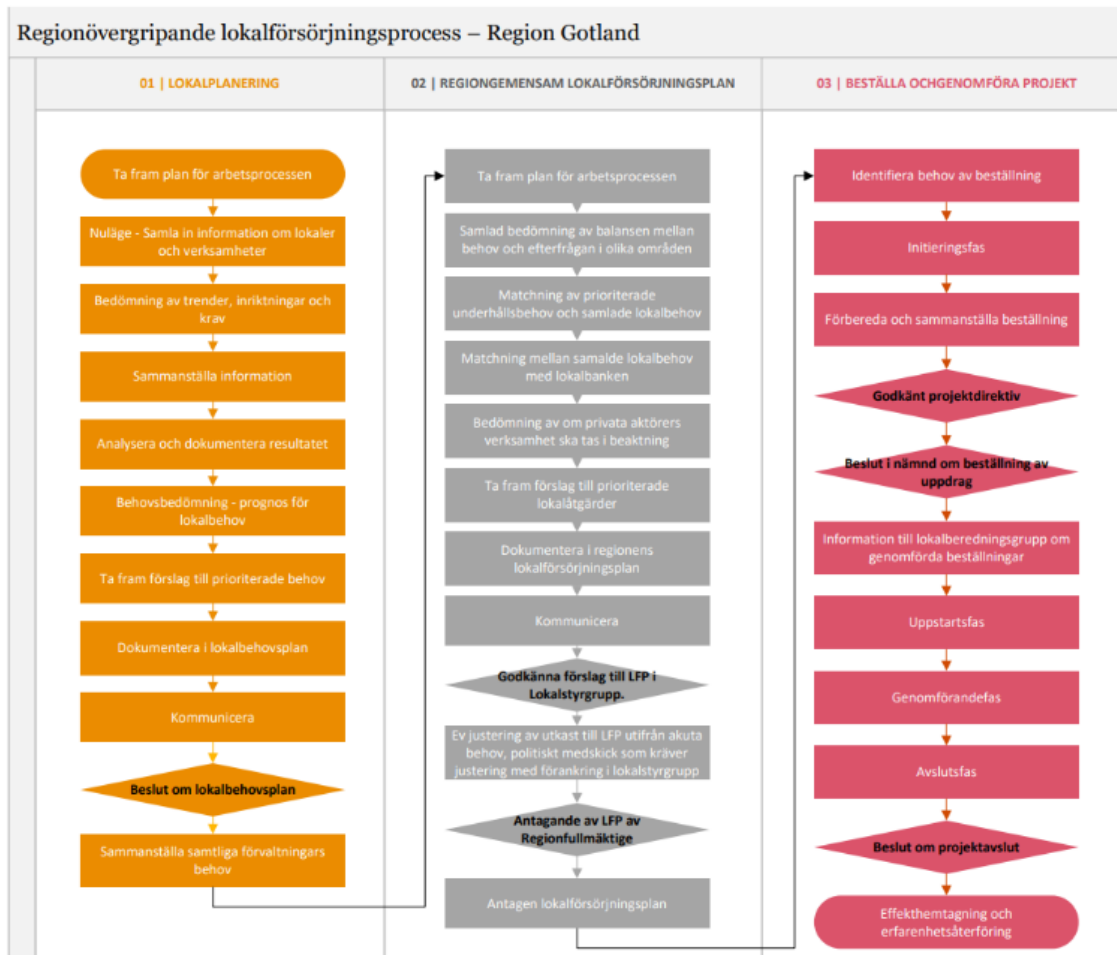 Regionövergripande lokalförsörjningsprocess – Region Gotland
01 | LOKALPLANERING
02 | REGIONGEMENSAM LOKALFÖRSÖRJNINGSPLAN
03 | BESTÄLLA OCHGENOMFÖRA PROJEKT
Ta fram plan för arbetsprocessen
Nuläge - Samla in information om lokaler
och verksamheter
Bedömning av trender, inriktningar och
krav
Sammanställa information
Analysera och dokumentera resultatet
Behovsbedömning - prognos för
lokalbehov
Ta fram förslag till prioriterade behov
Dokumentera i lokalbehovsplan
Kommunicera
Beslut om lokalbehovsplan
Sammanställa samtliga förvaltningars
behov
Ta fram plan för arbetsprocessen
Samlad bedömning av balansen mellan
behov och efterfrågan i olika områden
Matchning av prioriterade
underhållsbehov och samlade lokalbehov
Matchning mellan samalde lokalbehov
med lokalbanken
Bedömning av om privata aktörers
verksamhet ska tas i beaktning
Ta fram förslag till prioriterade
lokalåtgärder
Dokumentera i regionens
lokalförsörjningsplan
Kommunicera
Godkänna förslag till LFP i
Lokalstyrgrupp.
Ev justering av utkast till LFP utifrån akuta
behov, politiskt medskick som kräver
justering med förankring i lokalstyrgrupp
Antagande av LFP av
Regionfullmäktige
Antagen lokalförsörjningsplan
Identifiera behov av beställning
Initieringsfas
Förbereda och sammanställa beställning
Godkänt projektdirektiv
Beslut i nämnd om beställning av
uppdrag
Information till lokalberedningsgrupp om
genomförda beställningar
Uppstartsfas
Genomförandefas
Avslutsfas
Beslut om projektavslut
Effekthemtagning och
erfarenhetsåterföring